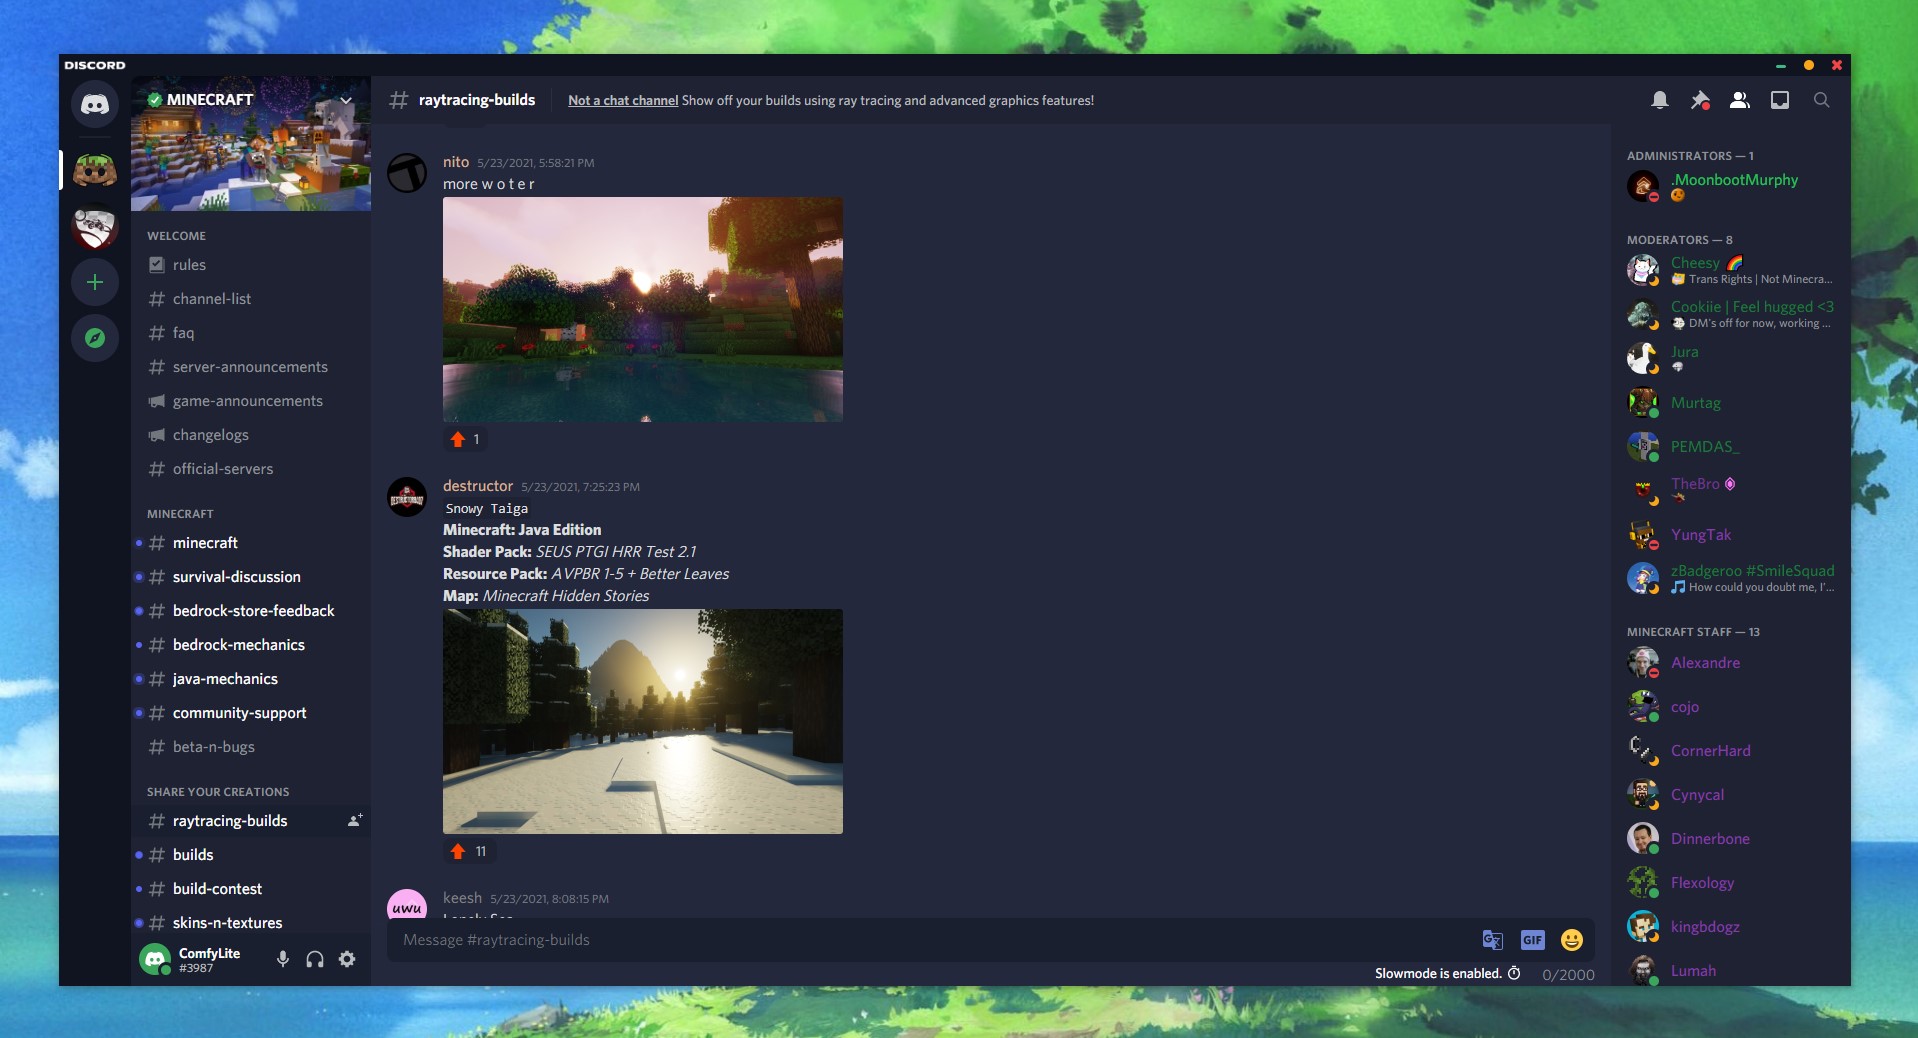 DISCORD
MINECRAFT
WELCOME
rules
channel-list
faq
server-announcements
game-announcements
changelogs
official-servers
MINECRAFT
minecraft
survival-discussion
bedrock-store-feedback
bedrock-mechanics
java-mechanics
community-support
beta-n-bugs
SHARE YOUR CREATIONS
raytracing-builds
builds
build-contest
skins-n-textures
ComfyLite
#3987
raytracing-builds
Not a chat channel Show off your builds using ray tracing and advanced graphics features!
nito 5/23/2021, 5:58:21 PM
more w o t e r
1
destructor 5/23/2021, 7:25:23 PM
Snowy Taiga
Minecraft: Java Edition
Shader Pack: SEUS PTGI HRR Test 2.1
Resource Pack: AVPBR 1-5 + Better Leaves
Map: Minecraft Hidden Stories
11
uwu
keesh 5/23/2021, 8:08:15 PM
Message #raytracing-builds
GIF
Slowmode is enabled.
0/2000
ADMINISTRATORS — 1
.MoonbootMurphy
MODERATORS — 8
Cheesy
Trans Rights | Not Minecra...
Cookiie | Feel hugged <3
DM's off for now, working ...
Jura
Murtag
PEMDAS_
TheBro
YungTak
zBadgeroo #SmileSquad
How could you doubt me, I'...
MINECRAFT STAFF — 13
Alexandre
cojo
CornerHard
Cynycal
Dinnerbone
Flexology
kingbdogz
Lumah